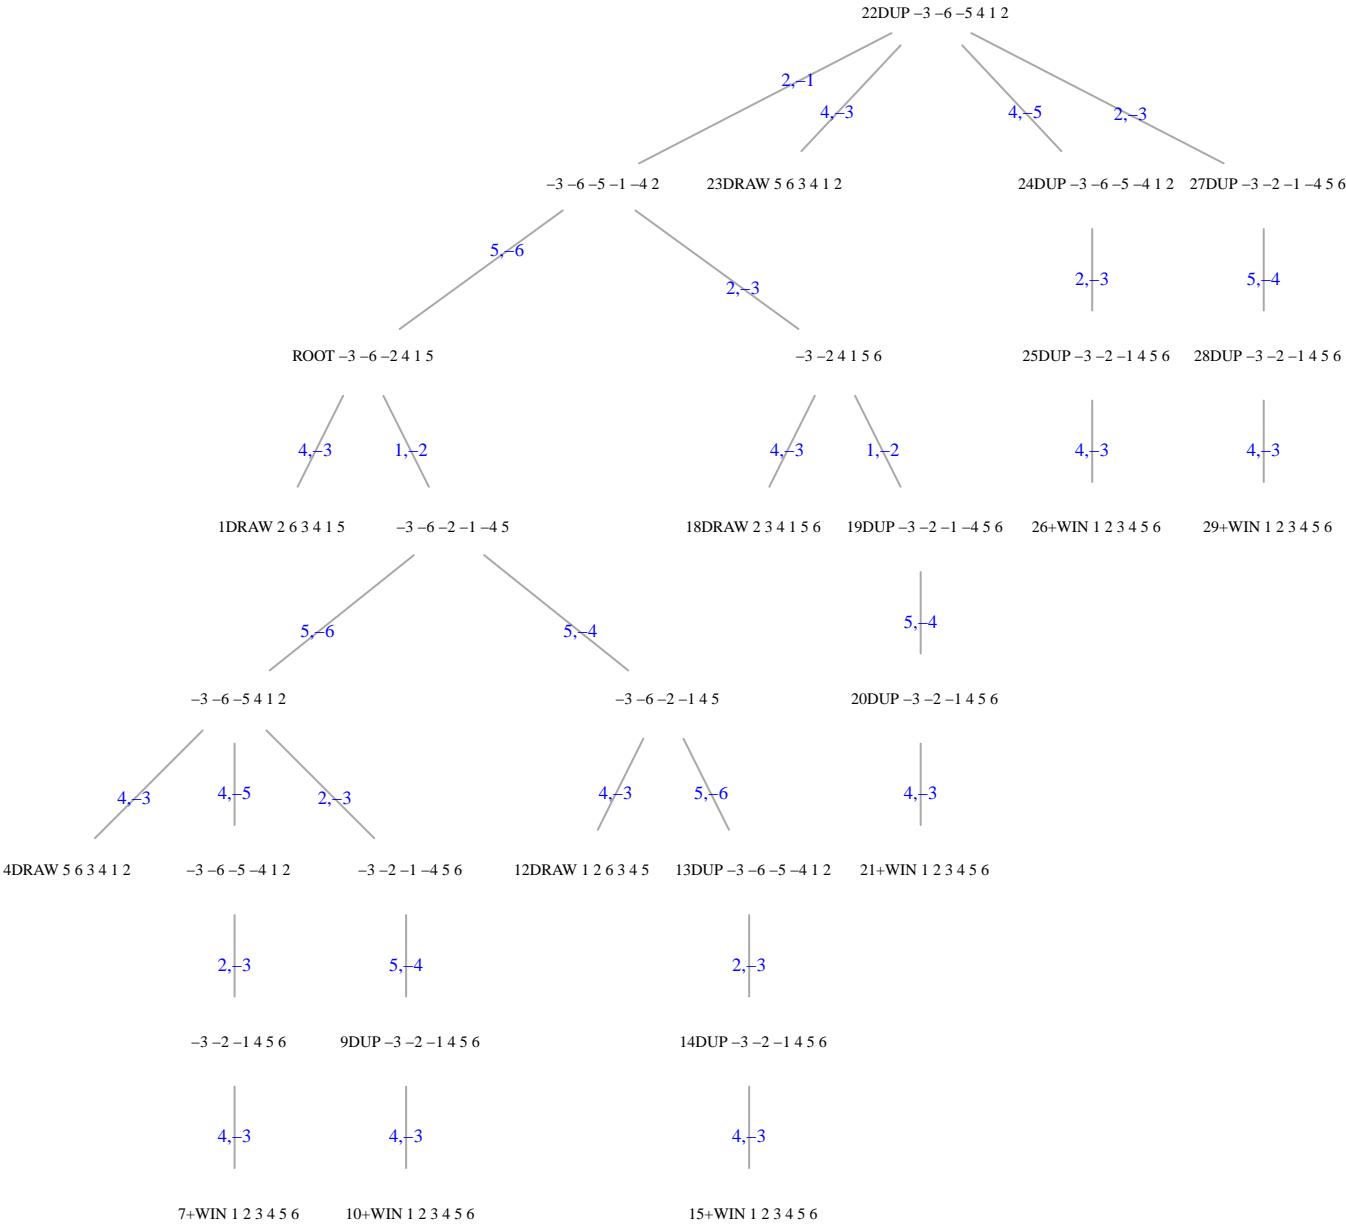 22DUP –3 –6 –5 4 1 2
2,–1
4,–3
4,–5
2,–3
–3 –6 –5 –1 –4 2
23DRAW 5 6 3 4 1 2
24DUP –3 –6 –5 –4 1 2
27DUP –3 –2 –1 –4 5 6
5,–6
2,–3
2,–3
5,–4
ROOT –3 –6 –2 4 1 5
–3 –2 4 1 5 6
25DUP –3 –2 –1 4 5 6
28DUP –3 –2 –1 4 5 6
4,–3
1,–2
4,–3
1,–2
4,–3
4,–3
1DRAW 2 6 3 4 1 5
–3 –6 –2 –1 –4 5
18DRAW 2 3 4 1 5 6
19DUP –3 –2 –1 –4 5 6
26+WIN 1 2 3 4 5 6
29+WIN 1 2 3 4 5 6
5,–6
5,–4
5,–4
–3 –6 –5 4 1 2
–3 –6 –2 –1 4 5
20DUP –3 –2 –1 4 5 6
4,–3
4,–5
2,–3
4,–3
5,–6
4,–3
4DRAW 5 6 3 4 1 2
–3 –6 –5 –4 1 2
–3 –2 –1 –4 5 6
12DRAW 1 2 6 3 4 5
13DUP –3 –6 –5 –4 1 2
21+WIN 1 2 3 4 5 6
2,–3
5,–4
2,–3
–3 –2 –1 4 5 6
9DUP –3 –2 –1 4 5 6
14DUP –3 –2 –1 4 5 6
4,–3
4,–3
4,–3
7+WIN 1 2 3 4 5 6
10+WIN 1 2 3 4 5 6
15+WIN 1 2 3 4 5 6